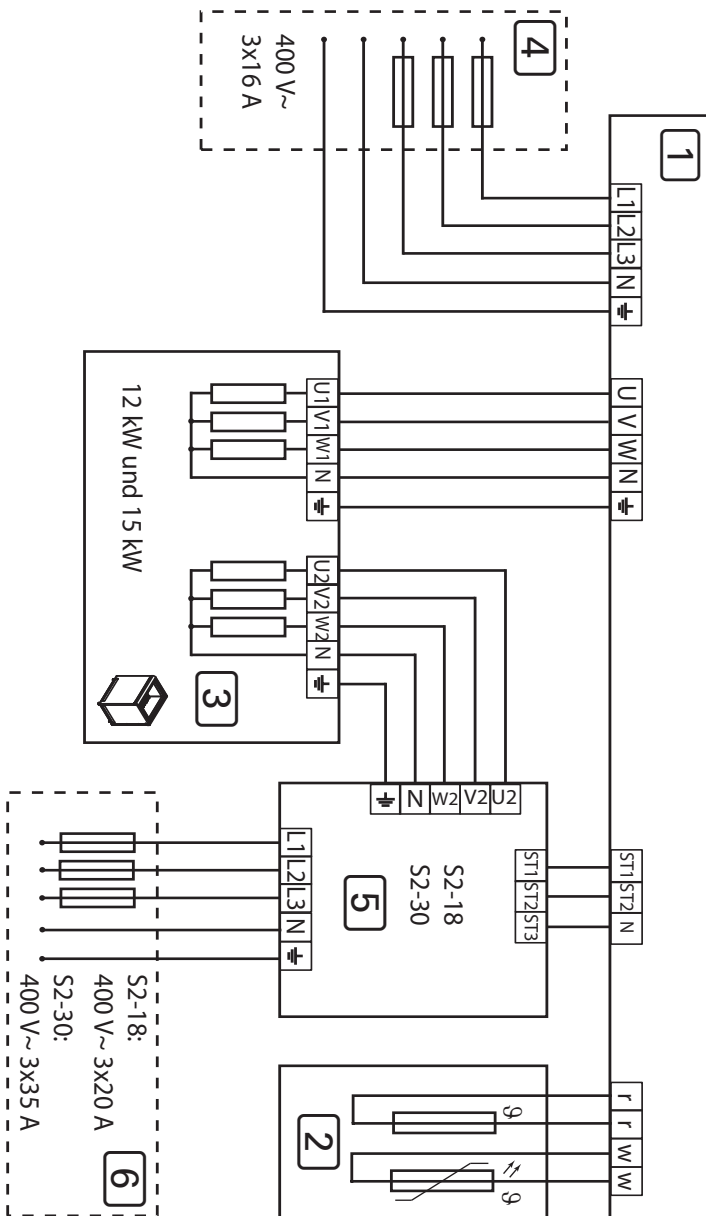 4
400 V~
3x16 A
1
L1 L2 L3 N
U1 V1 W1 N
U V W N
12 kW und 15 kW
U2 V2 W2 N
3
N W2 V2 U2
ST1 ST2 ST3
ST1 ST2 N
S2-18
S2-30
5
L1 L2 L3 N
S2-18:
400 V~ 3x20 A
S2-30:
400 V~ 3x35 A
6
2
ϑ
ϑ
r r w w